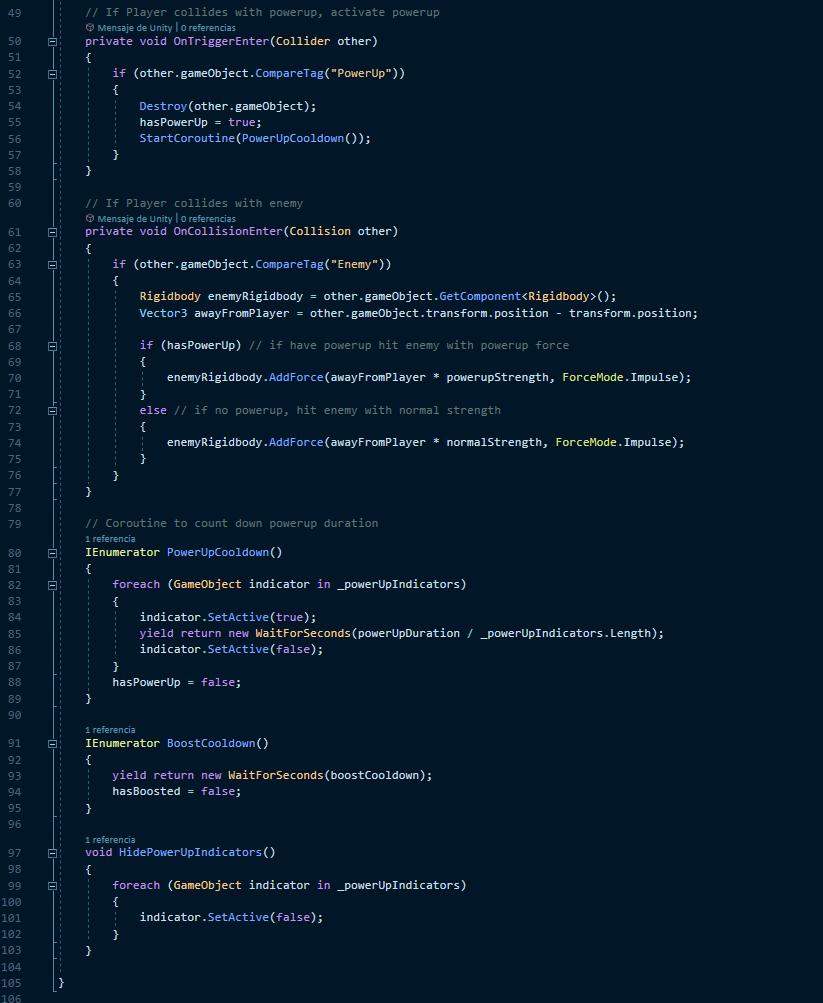 49 // If Player collides with powerup, activate powerup
Mensaje de Unity | 0 referencias
50 private void OnTriggerEnter(Collider other)
51 {
52 if (other.gameObject.CompareTag("PowerUp"))
53 {
54 Destroy(other.gameObject);
55 hasPowerUp = true;
56 StartCoroutine(PowerUpCooldown());
57 }
58 }
59
60 // If Player collides with enemy
Mensaje de Unity | 0 referencias
61 private void OnCollisionEnter(Collision other)
62 {
63 if (other.gameObject.CompareTag("Enemy"))
64 {
65 Rigidbody enemyRigidbody = other.gameObject.GetComponent<Rigidbody>();
66 Vector3 awayFromPlayer = other.gameObject.transform.position - transform.position;
67
68 if (hasPowerUp) // if have powerup hit enemy with powerup force
69 {
70 enemyRigidbody.AddForce(awayFromPlayer * powerupStrength, ForceMode.Impulse);
71 }
72 else // if no powerup, hit enemy with normal strength
73 {
74 enemyRigidbody.AddForce(awayFromPlayer * normalStrength, ForceMode.Impulse);
75 }
76 }
77 }
78
79 // Coroutine to count down powerup duration
1 referencia
80 IEnumerator PowerUpCooldown()
81 {
82 foreach (GameObject indicator in _powerUpIndicators)
83 {
84 indicator.SetActive(true);
85 yield return new WaitForSeconds(powerUpDuration / _powerUpIndicators.Length);
86 indicator.SetActive(false);
87 }
88 hasPowerUp = false;
89 }
90
1 referencia
91 IEnumerator BoostCooldown()
92 {
93 yield return new WaitForSeconds(boostCooldown);
94 hasBoosted = false;
95 }
96
1 referencia
97 void HidePowerUpIndicators()
98 {
99 foreach (GameObject indicator in _powerUpIndicators)
100 {
101 indicator.SetActive(false);
102 }
103 }
104
105 }
106